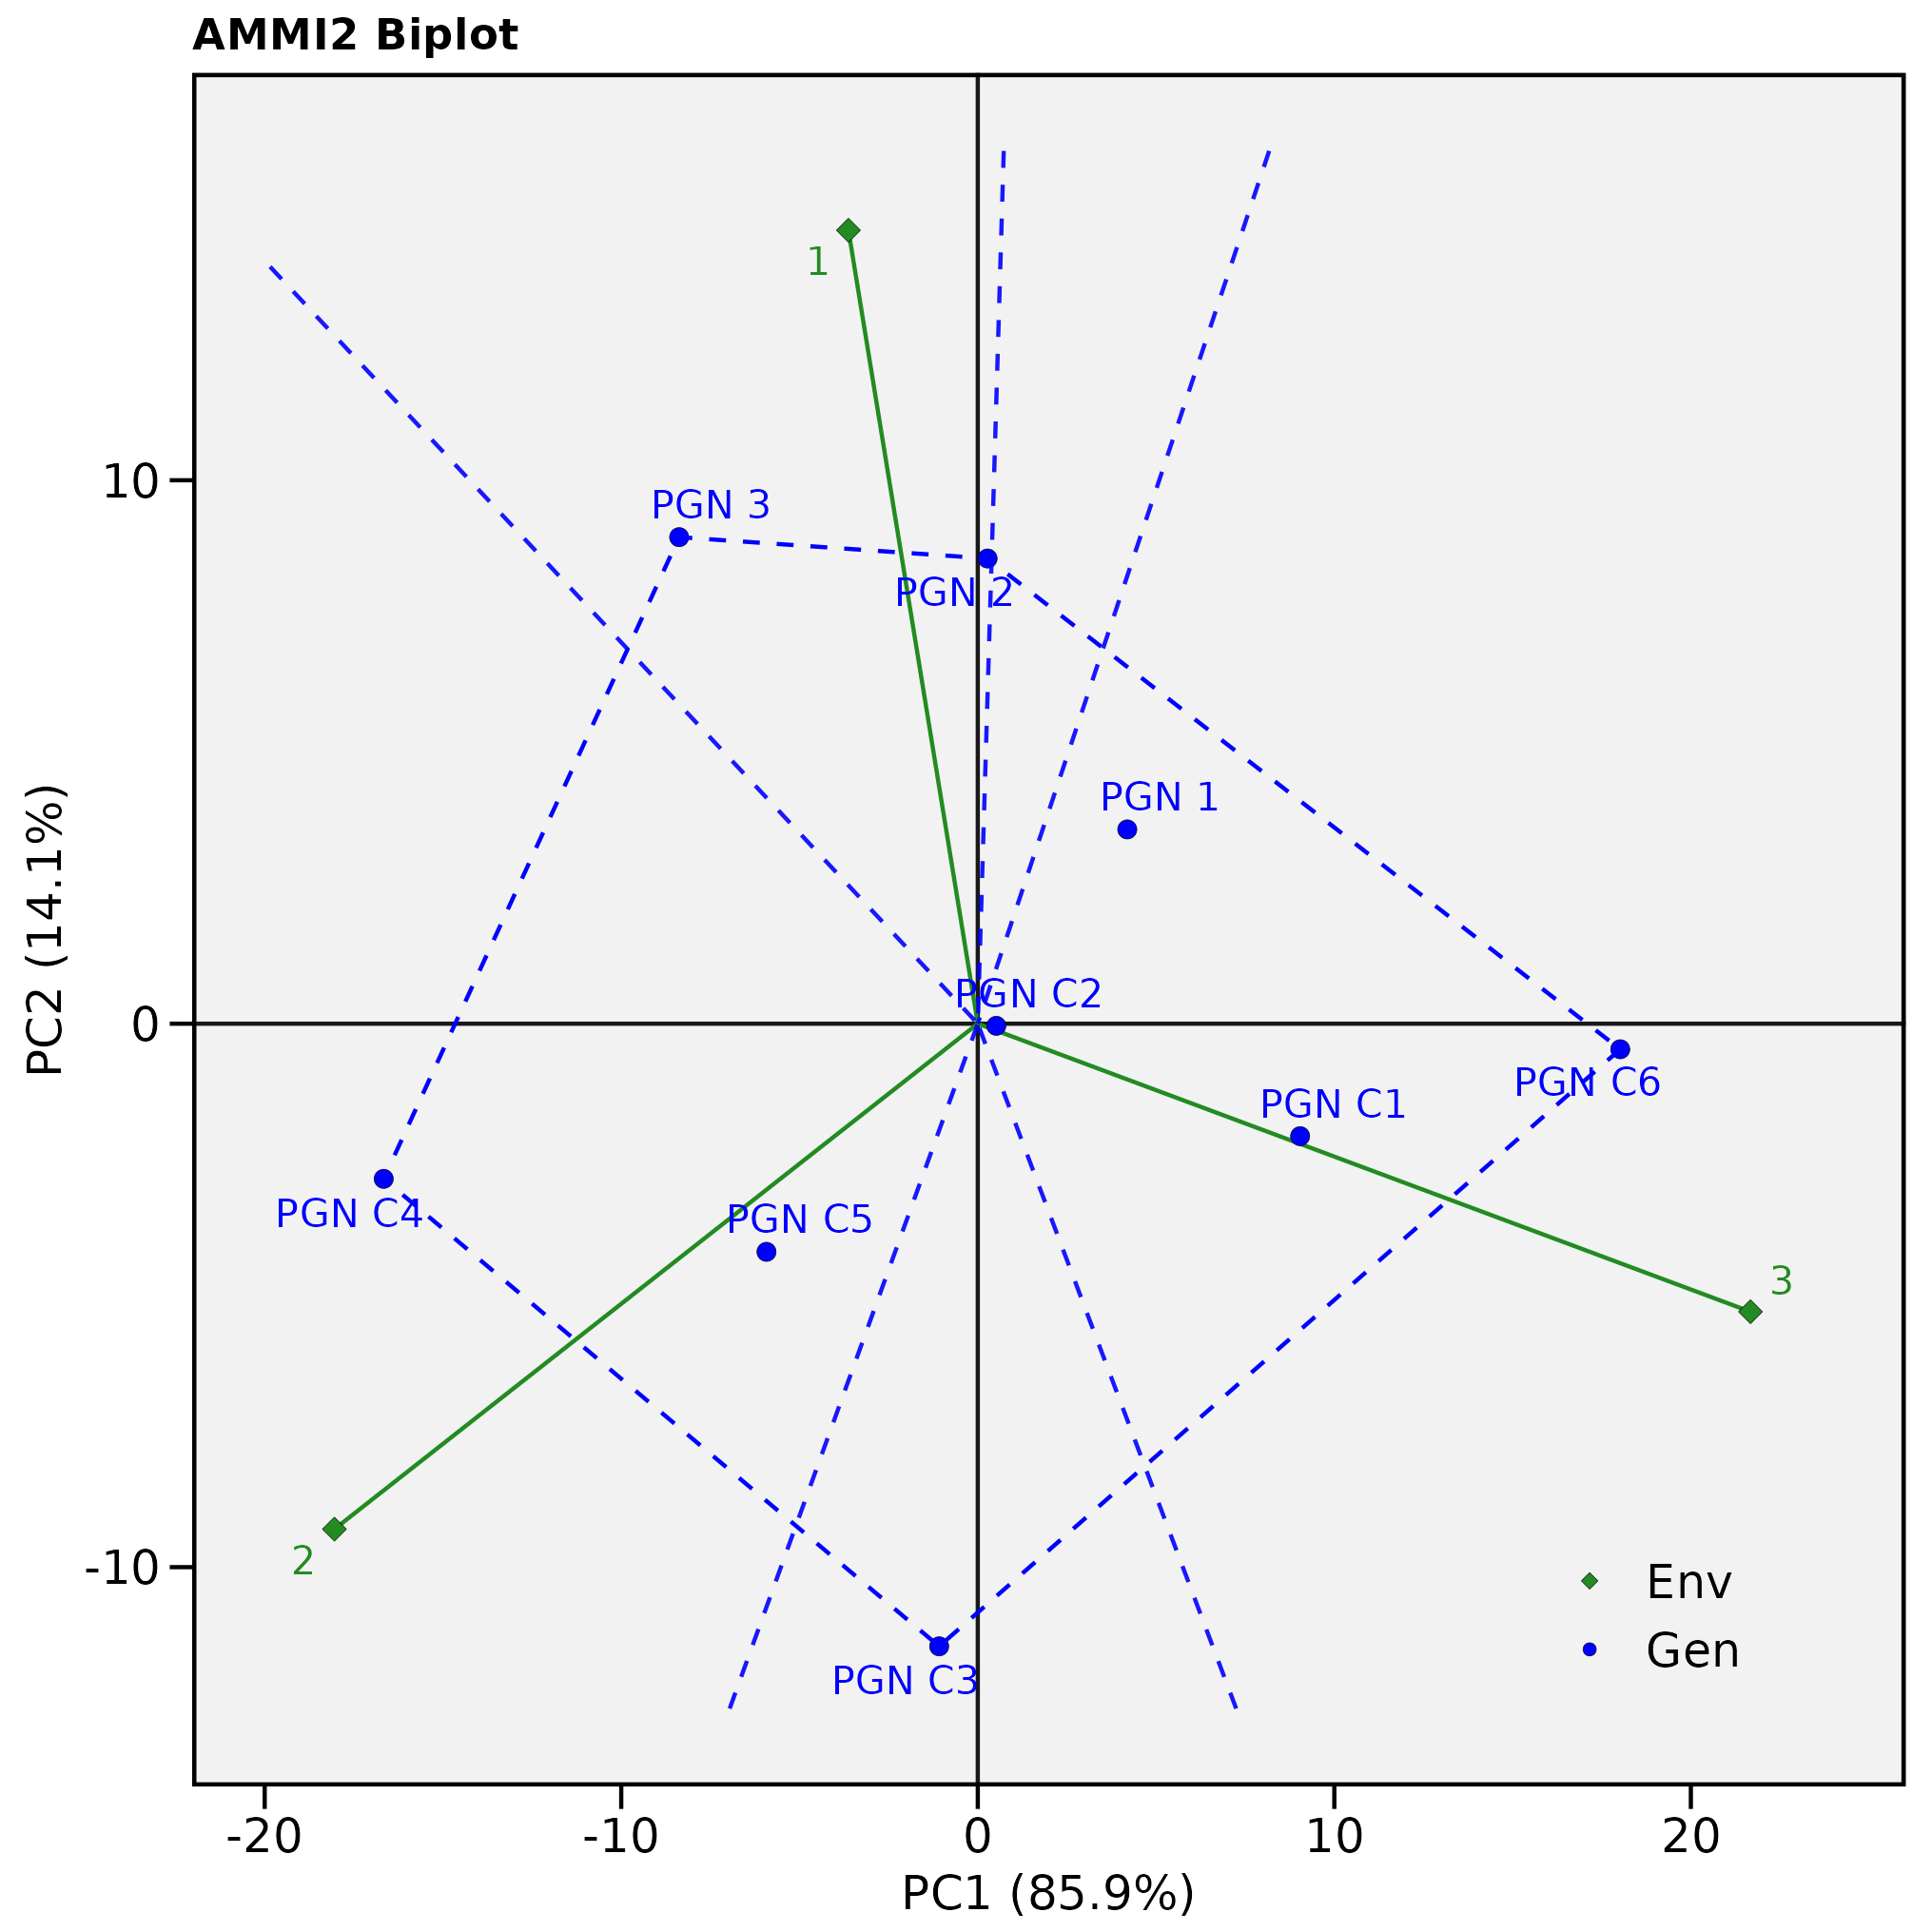 AMMI2 Biplot
1
10
PGN 3
PGN 2
PGN 1
PC2 (14.1%)
0
PGN C2
PGN C6
PGN C1
PGN C4
PGN C5
3
2
-10
PGN C3
Env
Gen
-20 -10 0 10 20
PC1 (85.9%)